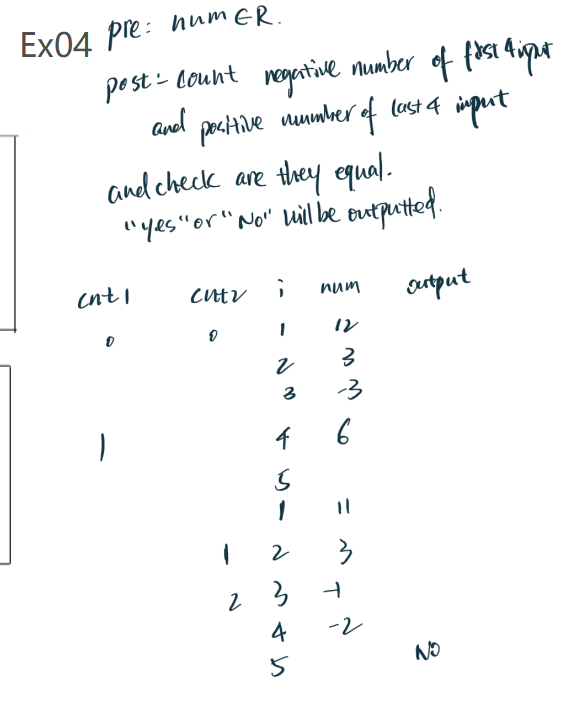 Ex04 pre: num ∈ R.
post:- count negative number of first 4 input
and positive number of last 4 input
and check are they equal.
"yes" or "No" will be outputted.
cnt1 cnt2 i num output
0 0 1 12
2 3
3 -3
1 4 6
5
1 11
1 2 3
2 3 -1
4 -2
5 NO